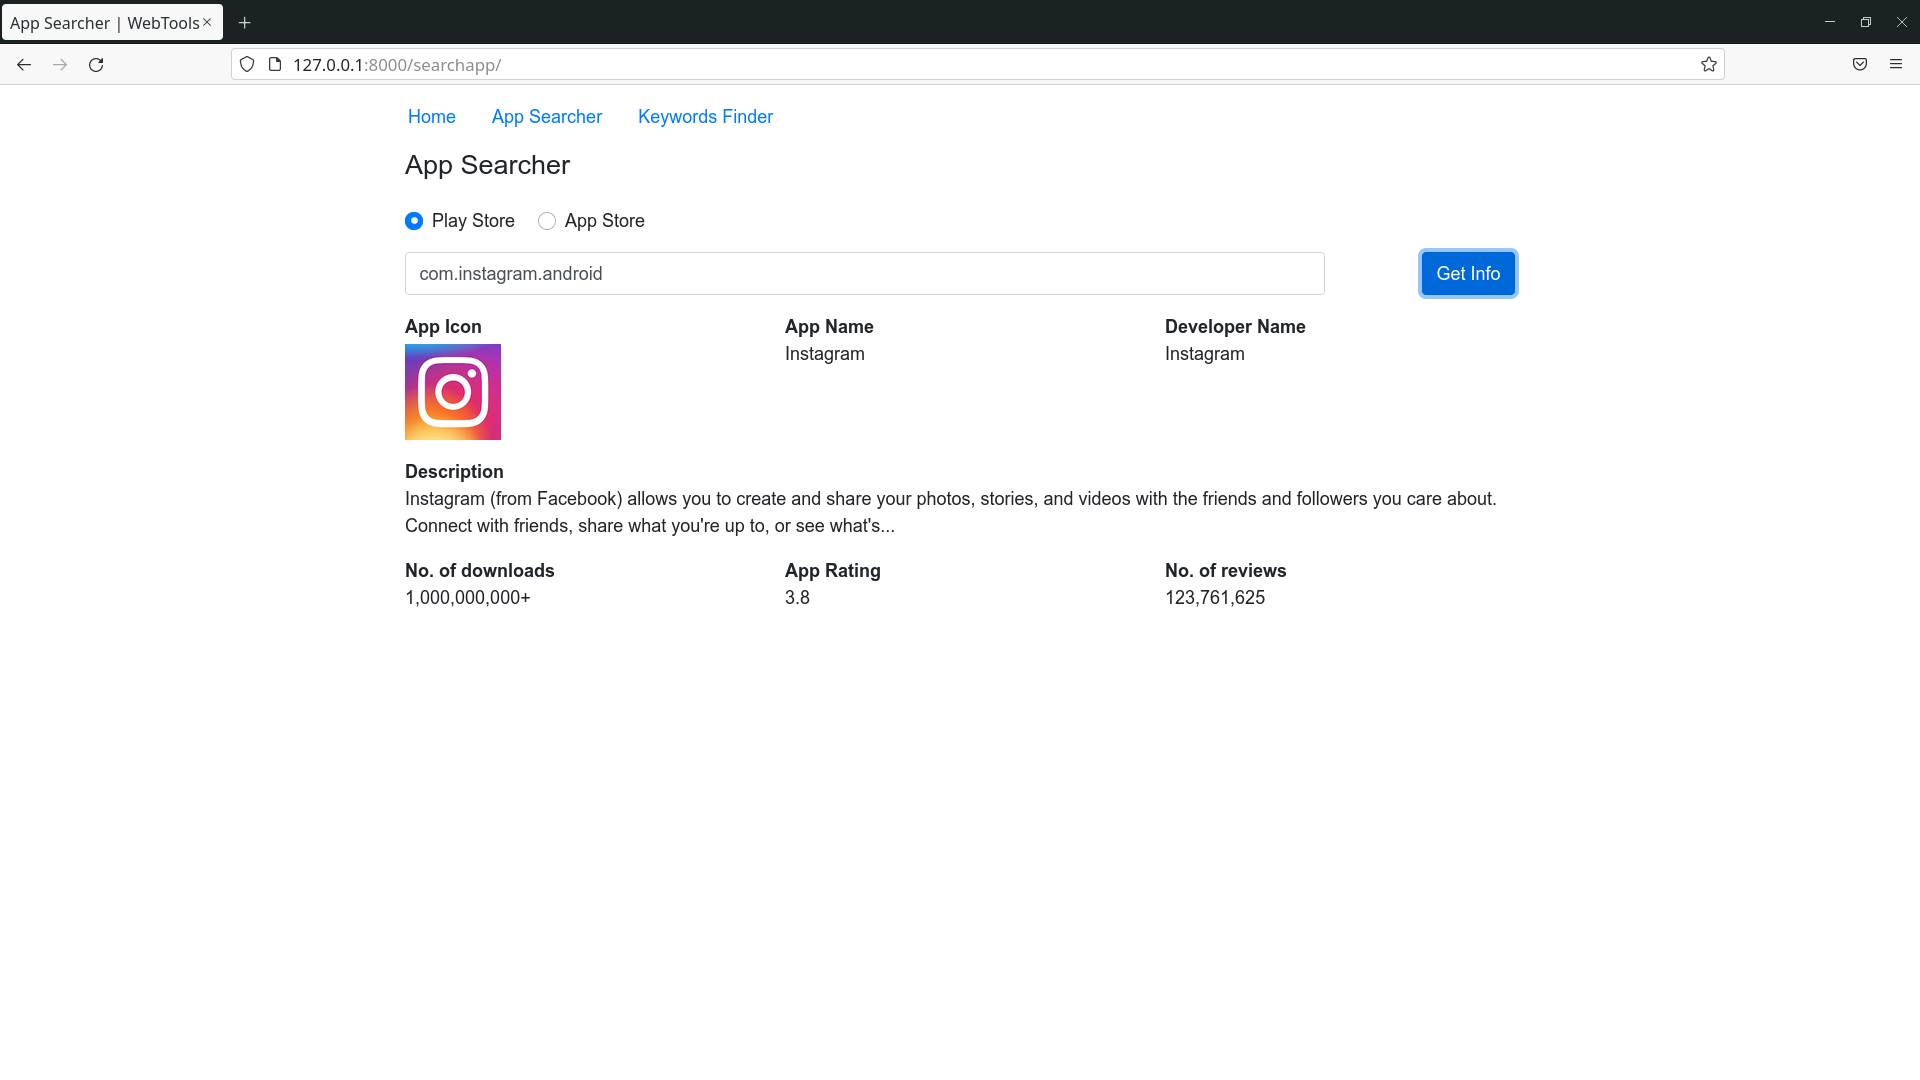 App Searcher | WebTools
127.0.0.1:8000/searchapp/
Home App Searcher Keywords Finder
App Searcher
Play Store App Store
com.instagram.android Get Info
App Icon App Name Developer Name
Instagram Instagram
Description
Instagram (from Facebook) allows you to create and share your photos, stories, and videos with the friends and followers you care about.
Connect with friends, share what you're up to, or see what's...
No. of downloads App Rating No. of reviews
1,000,000,000+ 3.8 123,761,625